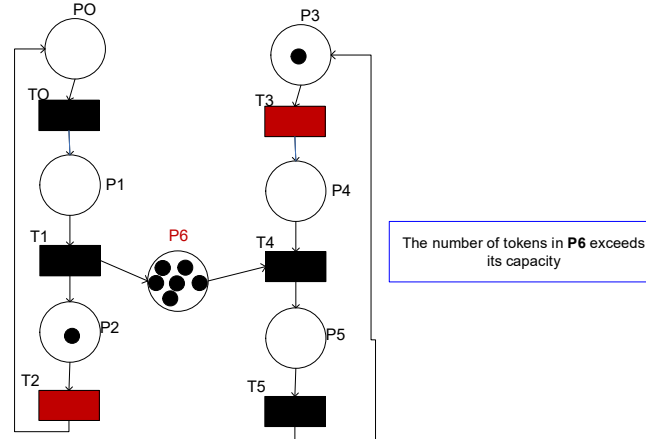 PO
P3
TO
T3
P1
P4
T1
P6
T4
The number of tokens in P6 exceeds
its capacity
P2
P5
T2
T5